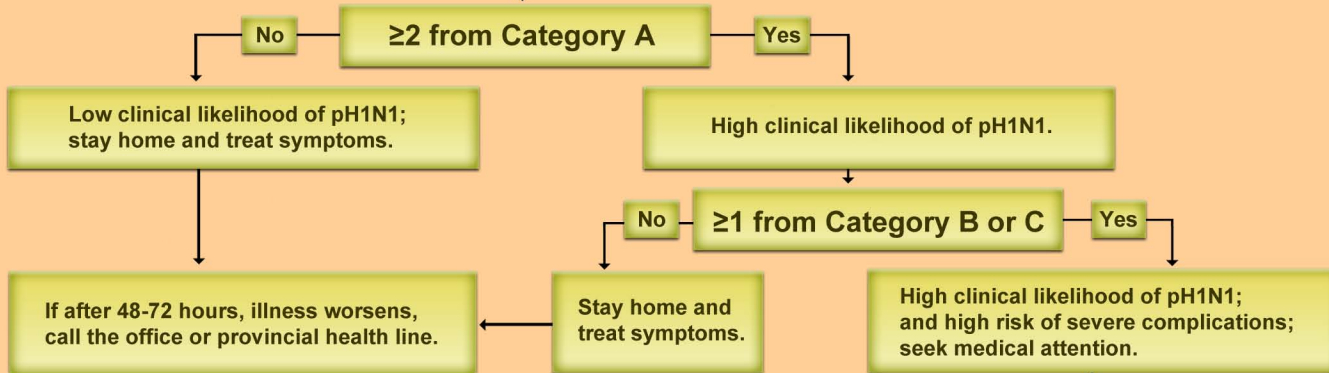 ≥2 from Category A
No
Yes
Low clinical likelihood of pH1N1;
stay home and treat symptoms.
High clinical likelihood of pH1N1.
≥1 from Category B or C
No
Yes
If after 48-72 hours, illness worsens,
call the office or provincial health line.
Stay home and
treat symptoms.
High clinical likelihood of pH1N1;
and high risk of severe complications;
seek medical attention.